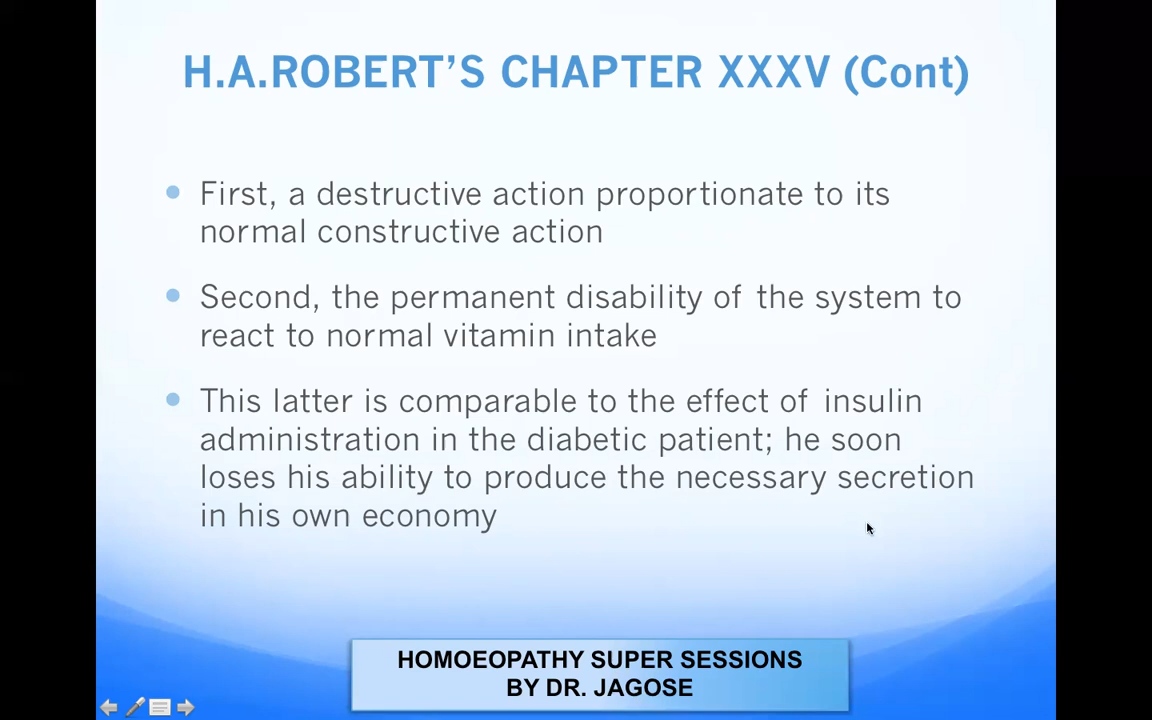 H.A.ROBERT’S CHAPTER XXXV (Cont)
First, a destructive action proportionate to its
normal constructive action
Second, the permanent disability of the system to
react to normal vitamin intake
This latter is comparable to the effect of insulin
administration in the diabetic patient; he soon
loses his ability to produce the necessary secretion
in his own economy
HOMOEOPATHY SUPER SESSIONS
BY DR. JAGOSE